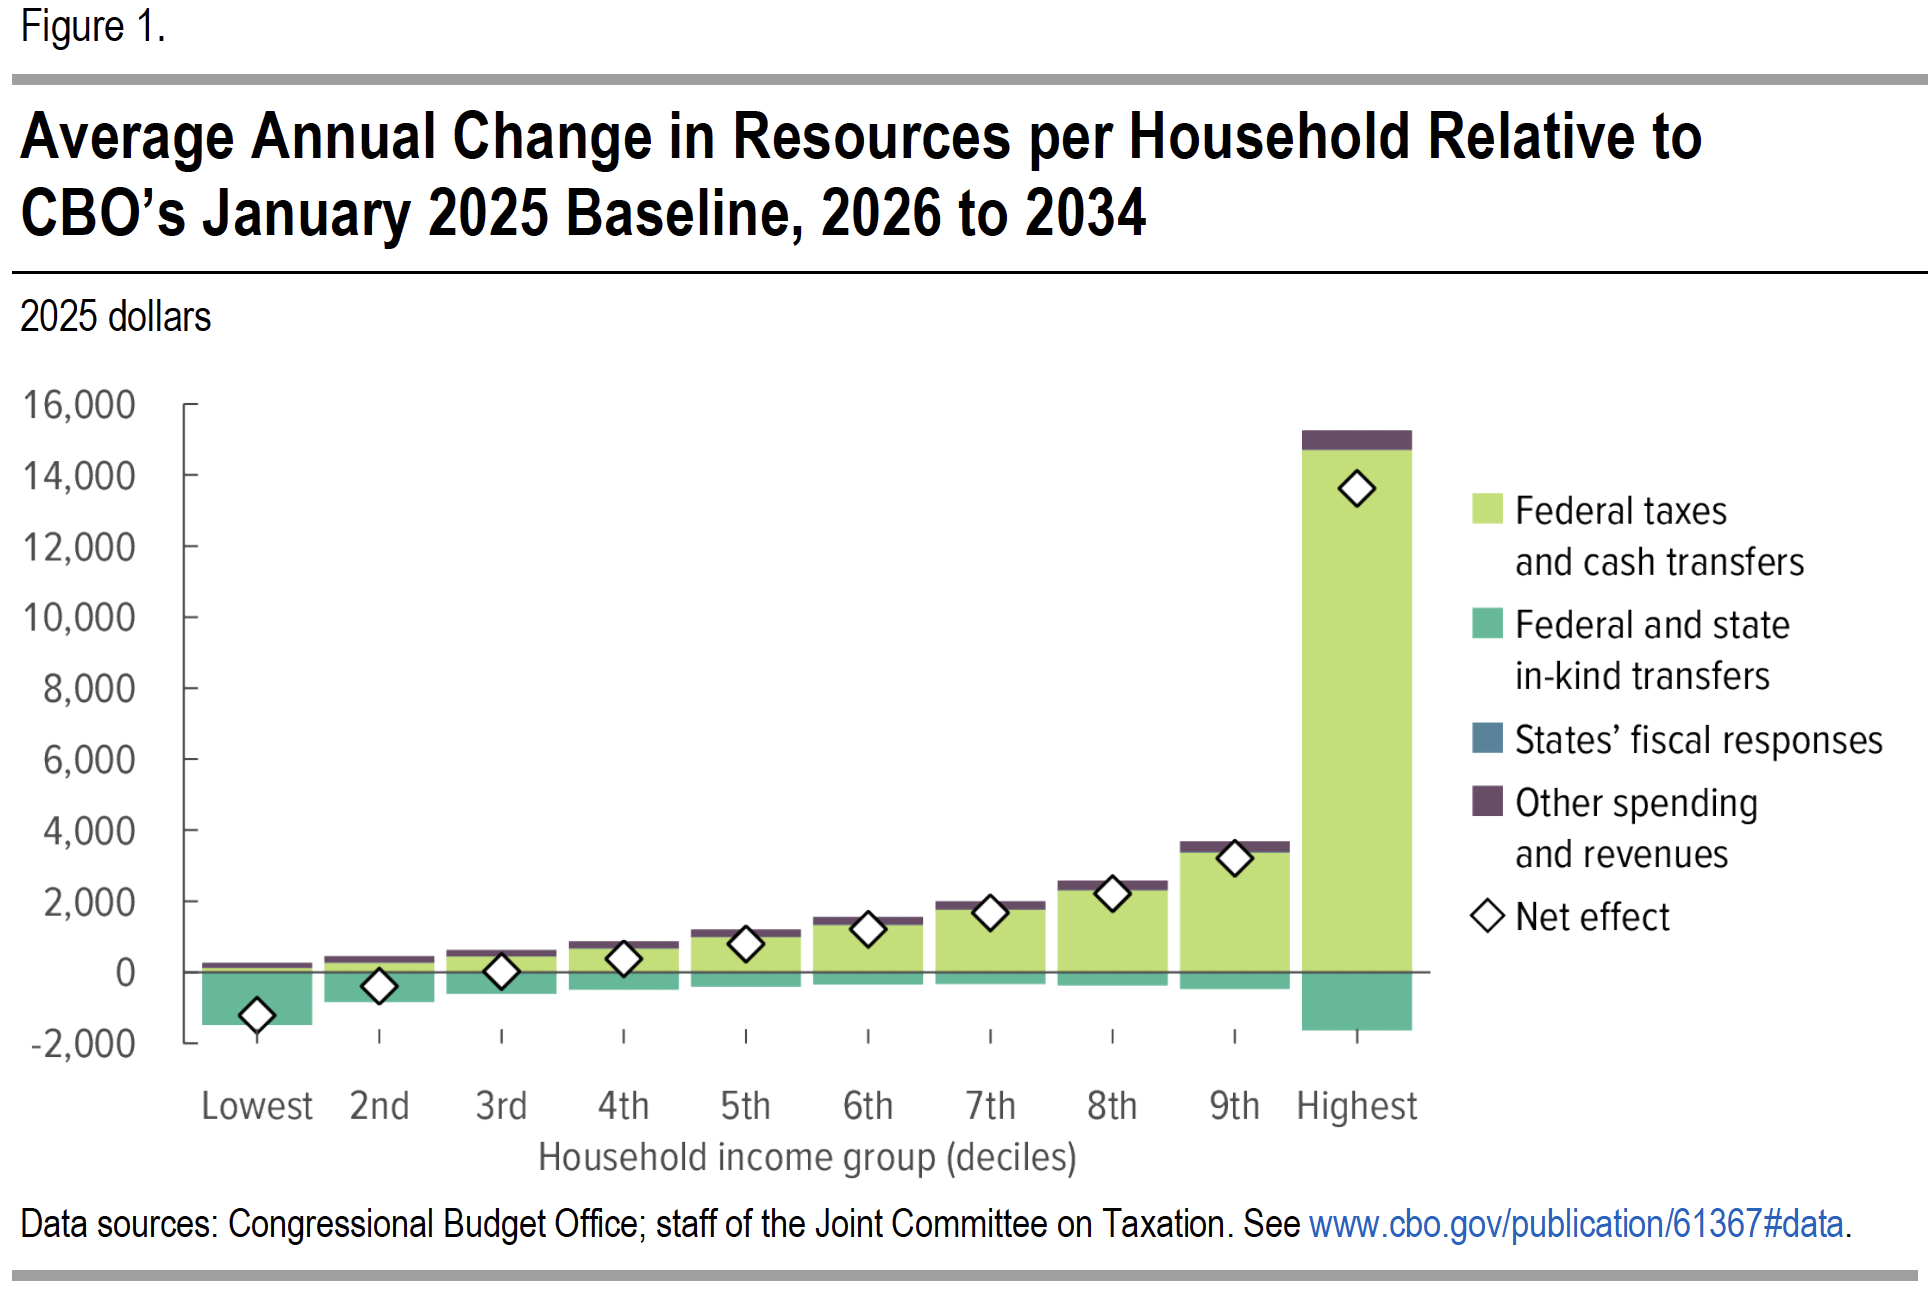 Figure 1.
Average Annual Change in Resources per Household Relative to
CBO’s January 2025 Baseline, 2026 to 2034
2025 dollars
16,000
14,000
12,000
10,000
8,000
6,000
4,000
2,000
0
-2,000
Lowest 2nd 3rd 4th 5th 6th 7th 8th 9th Highest
Household income group (deciles)
Federal taxes
and cash transfers
Federal and state
in-kind transfers
States’ fiscal responses
Other spending
and revenues
Net effect
Data sources: Congressional Budget Office; staff of the Joint Committee on Taxation. See www.cbo.gov/publication/61367#data.